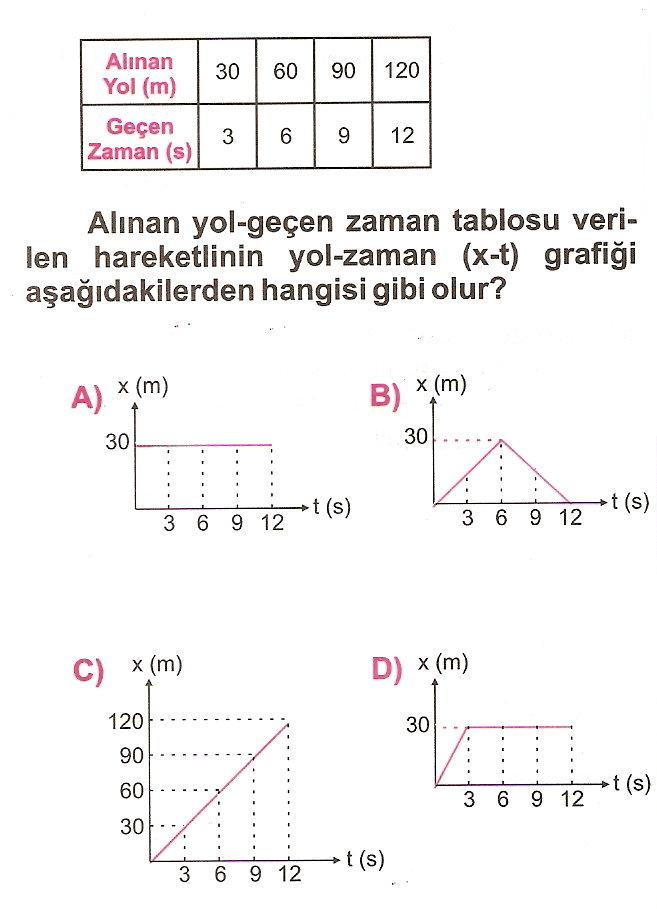 Alınan Yol (m) 30 60 90 120
Geçen Zaman (s) 3 6 9 12
Alınan yol-geçen zaman tablosu veri-
len hareketlinin yol-zaman (x-t) grafiği
aşağıdakilerden hangisi gibi olur?
A) x (m)
30
t (s)
3 6 9 12
B) x (m)
30
t (s)
3 6 9 12
C) x (m)
120
90
60
30
t (s)
3 6 9 12
D) x (m)
30
t (s)
3 6 9 12